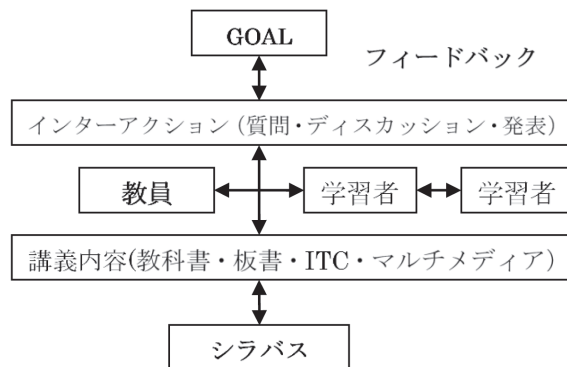 GOAL
フィードバック
インターアクション（質問・ディスカッション・発表）
教員
学習者
学習者
講義内容(教科書・板書・ITC・マルチメディア）
シラバス